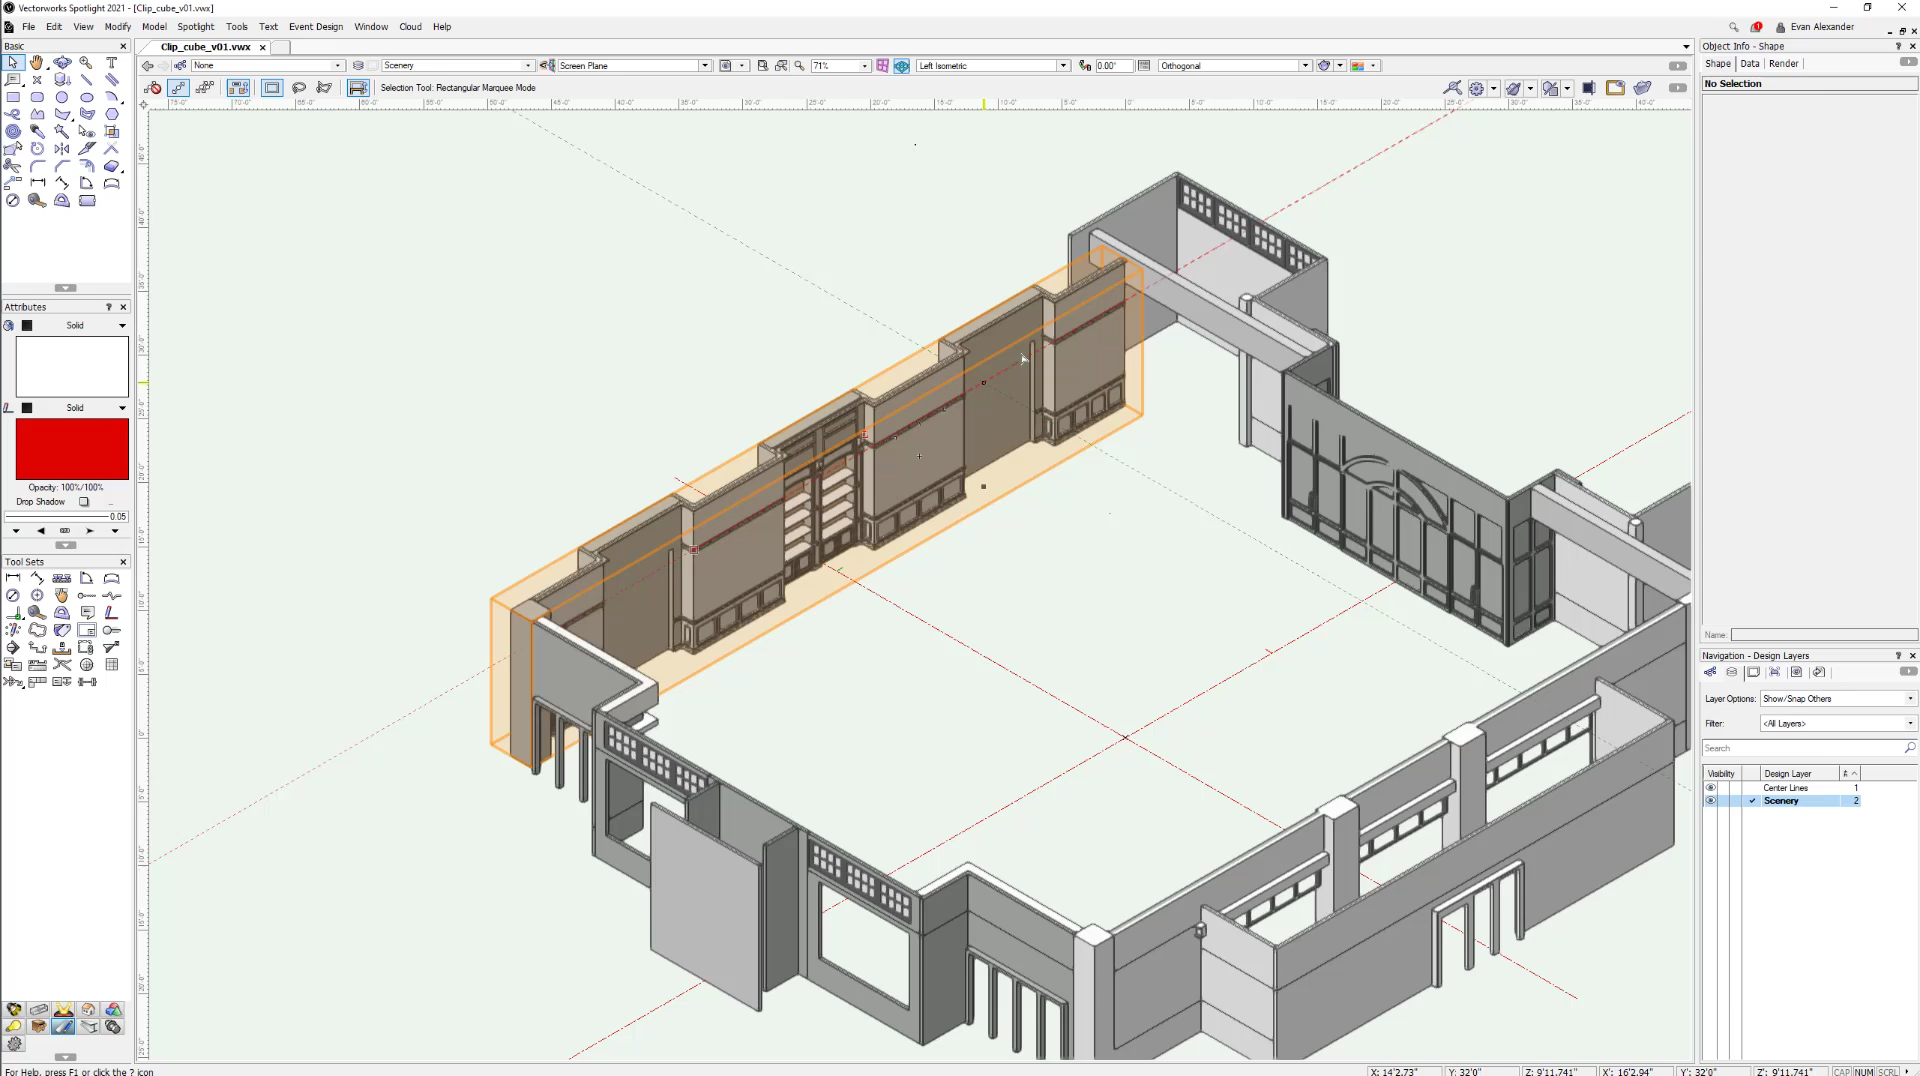 Vectorworks Spotlight 2021 - [Clip_cube_v01.vwx]
File Edit View Modify Model Spotlight Tools Text Event Design Window Cloud Help
Evan Alexander
Basic
Clip_cube_v01.vwx
None
Scenery
Screen Plane
71%
Left Isometric
0.00°
Orthogonal
Selection Tool: Rectangular Marquee Mode
Object Info - Shape
Shape Data Render
No Selection
Attributes
Solid
Solid
Opacity: 100%/100%
Drop Shadow
0.05
Tool Sets
Name:
Navigation - Design Layers
Layer Options: Show/Snap Others
Filter: <All Layers>
Search
Visibility Design Layer #
Center Lines 1
Scenery 2
For Help, press F1 or click the ? icon
X: 14'2.73" Y: 32'0" Z: 9'11.741" X': 16'2.94" Y': 32'0" Z': 9'11.741" CAP NUM SCRL